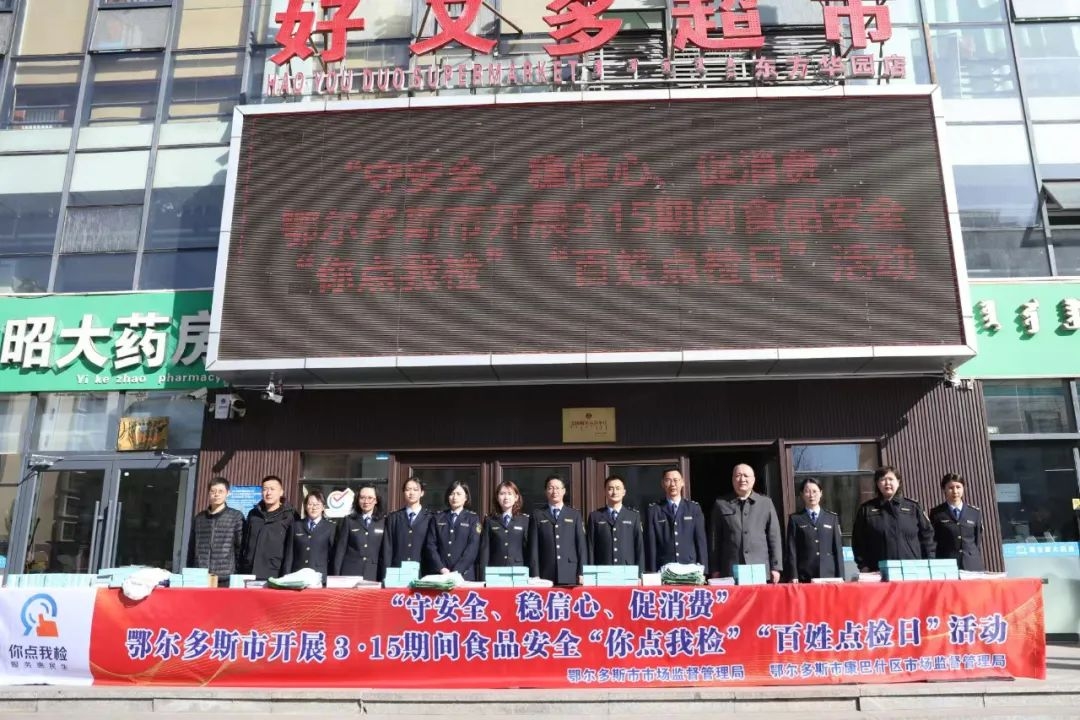 好又多超市
HAO YOU DUO SUPERMARKET
东方华园店
“守安全、稳信心、促消费”
鄂尔多斯市开展3·15期间食品安全
“你点我检” “百姓点检日”活动
昭大药房
Yi ke zhao pharmacy
“守安全、稳信心、促消费”
鄂尔多斯市开展3·15期间食品安全“你点我检”“百姓点检日”活动
鄂尔多斯市市场监督管理局 鄂尔多斯市康巴什区市场监督管理局
你点我检
服务惠民生